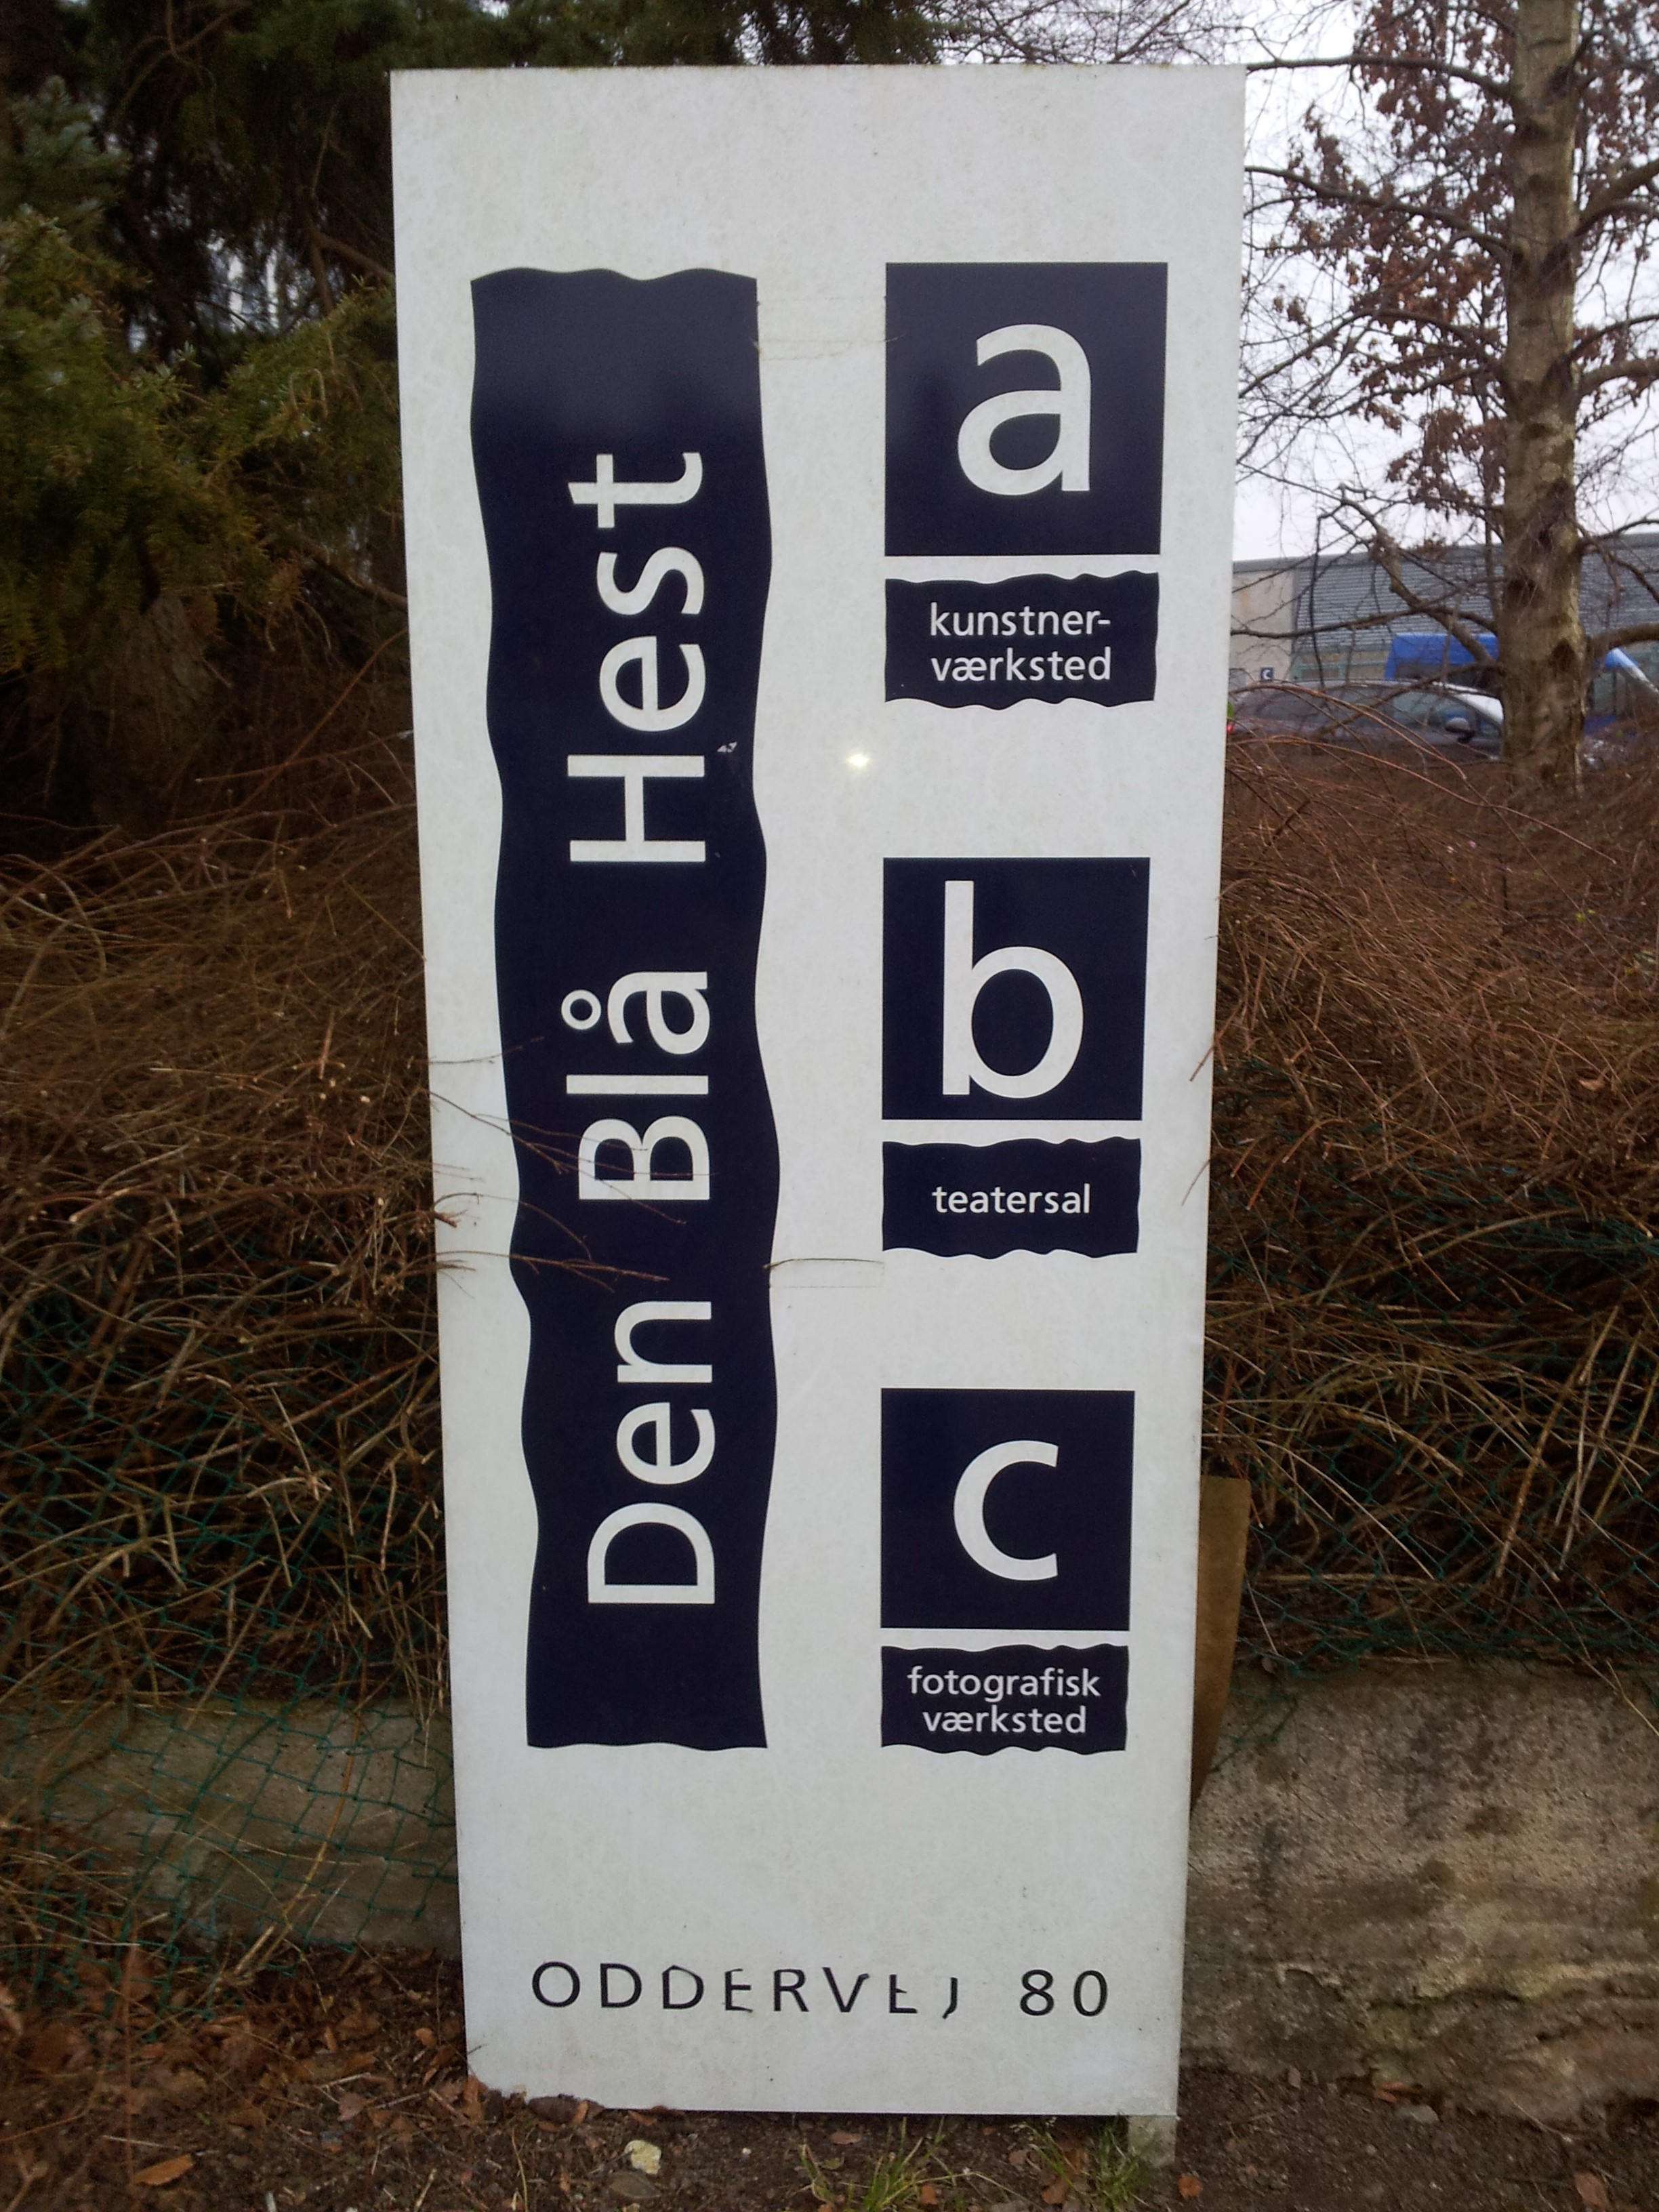 Den Blå Hest
a
kunstner-
værksted
b
teatersal
c
fotografisk
værksted
ODDERVEJ 80